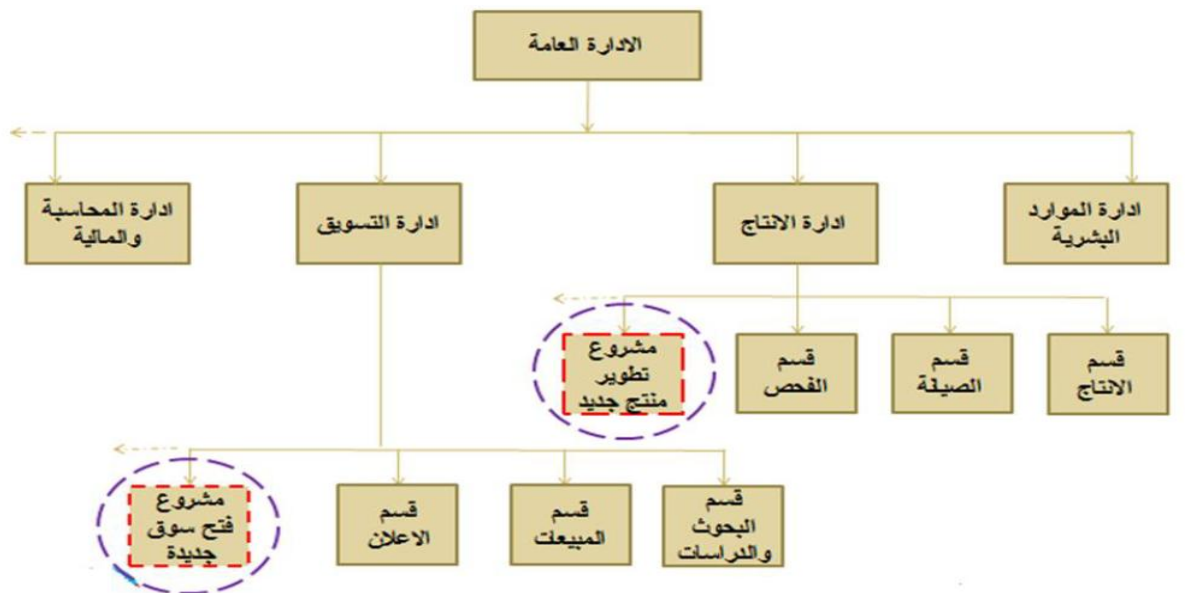 الادارة العامة
ادارة الموارد
البشرية
ادارة الانتاج
ادارة التسويق
ادارة المحاسبة
والمالية
قسم
الانتاج
قسم
الصيانة
قسم
الفحص
مشروع
تطوير
منتج جديد
قسم
البحوث
والدراسات
قسم
المبيعات
قسم
الاعلان
مشروع
فتح سوق
جديدة